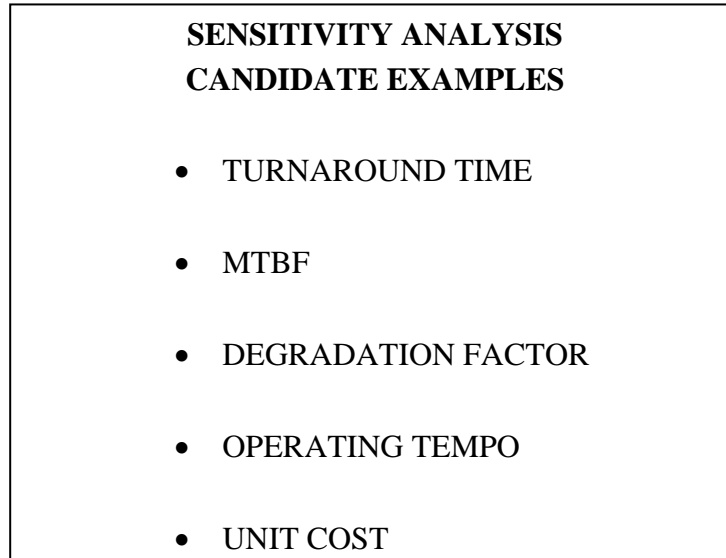 SENSITIVITY ANALYSIS
CANDIDATE EXAMPLES
• TURNAROUND TIME
• MTBF
• DEGRADATION FACTOR
• OPERATING TEMPO
• UNIT COST